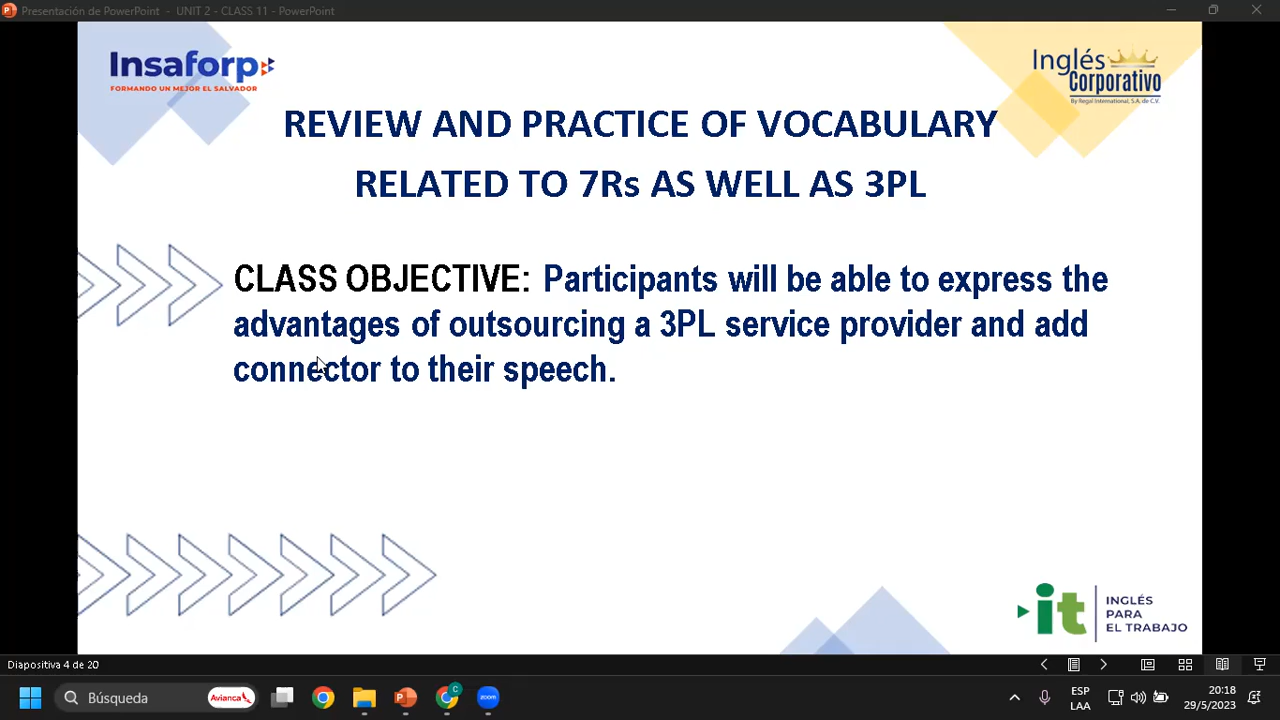 Presentación de PowerPoint - UNIT 2 - CLASS 11 - PowerPoint
Insaforp
FORMANDO UN MEJOR EL SALVADOR
Inglés
Corporativo
By Regal International, S.A. de C.V.
REVIEW AND PRACTICE OF VOCABULARY
RELATED TO 7Rs AS WELL AS 3PL
CLASS OBJECTIVE: Participants will be able to express the
advantages of outsourcing a 3PL service provider and add
connector to their speech.
it
INGLÉS
PARA
EL TRABAJO
Diapositiva 4 de 20
Búsqueda
Avianca
C
zoom
ESP
LAA
20:18
29/5/2023